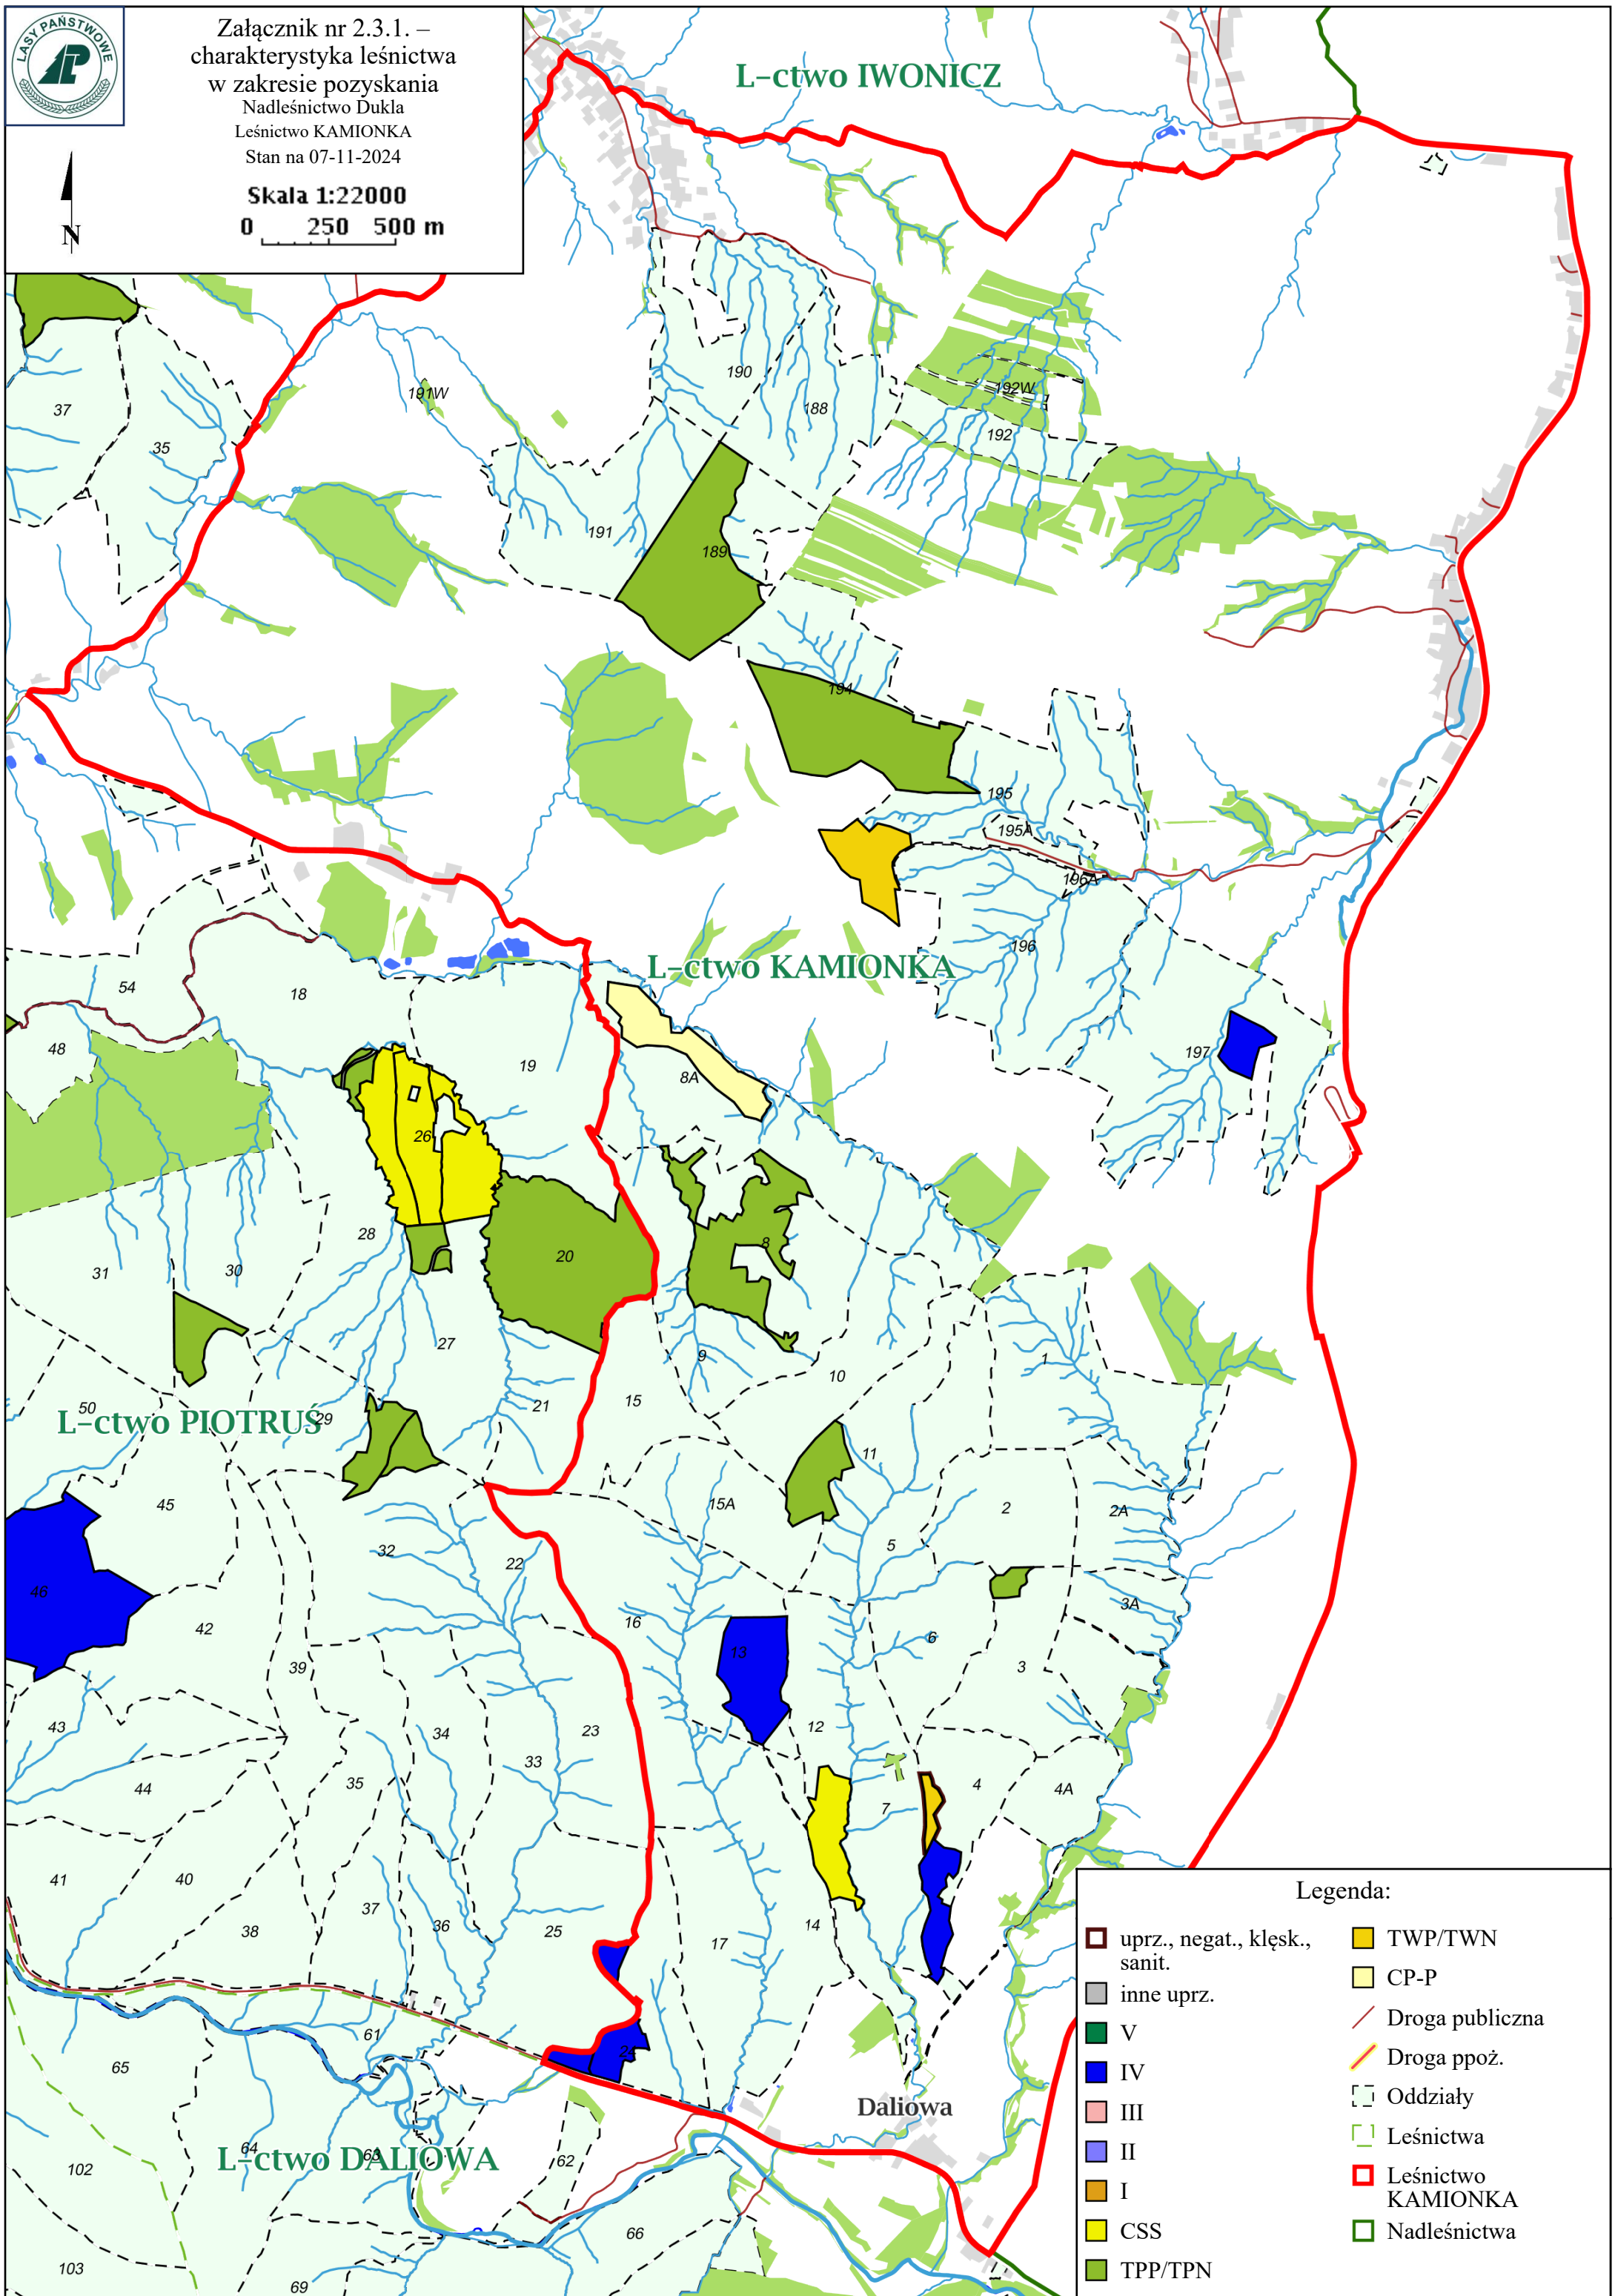 LASY PAŃSTWOWE
Załącznik nr 2.3.1. –
charakterystyka leśnictwa
w zakresie pozyskania
Nadleśnictwo Dukla
Leśnictwo KAMIONKA
Stan na 07-11-2024
Skala 1:22000
0 250 500 m
N
L-ctwo IWONICZ
190
188
37
35
191W
192W
192
191
189
194
195
195A
196A
196
L-ctwo KAMIONKA
54
18
48
19
8A
197
26
28
20
8
31
30
27
9
10
1
50
L-ctwo PIOTRUŚ
29
21
15
11
45
15A
2
2A
32
22
5
46
42
16
3A
13
6
39
3
43
34
23
12
33
44
35
4
4A
7
41
40
37
36
38
25
17
14
61
65
Daliowa
64
63
L-ctwo DALIOWA
62
102
66
103
69
Legenda:
uprz., negat., klęsk.,
sanit.
inne uprz.
V
IV
III
II
I
CSS
TPP/TPN
TWP/TWN
CP-P
Droga publiczna
Droga ppoż.
Oddziały
Leśnictwa
Leśnictwo
KAMIONKA
Nadleśnictwa